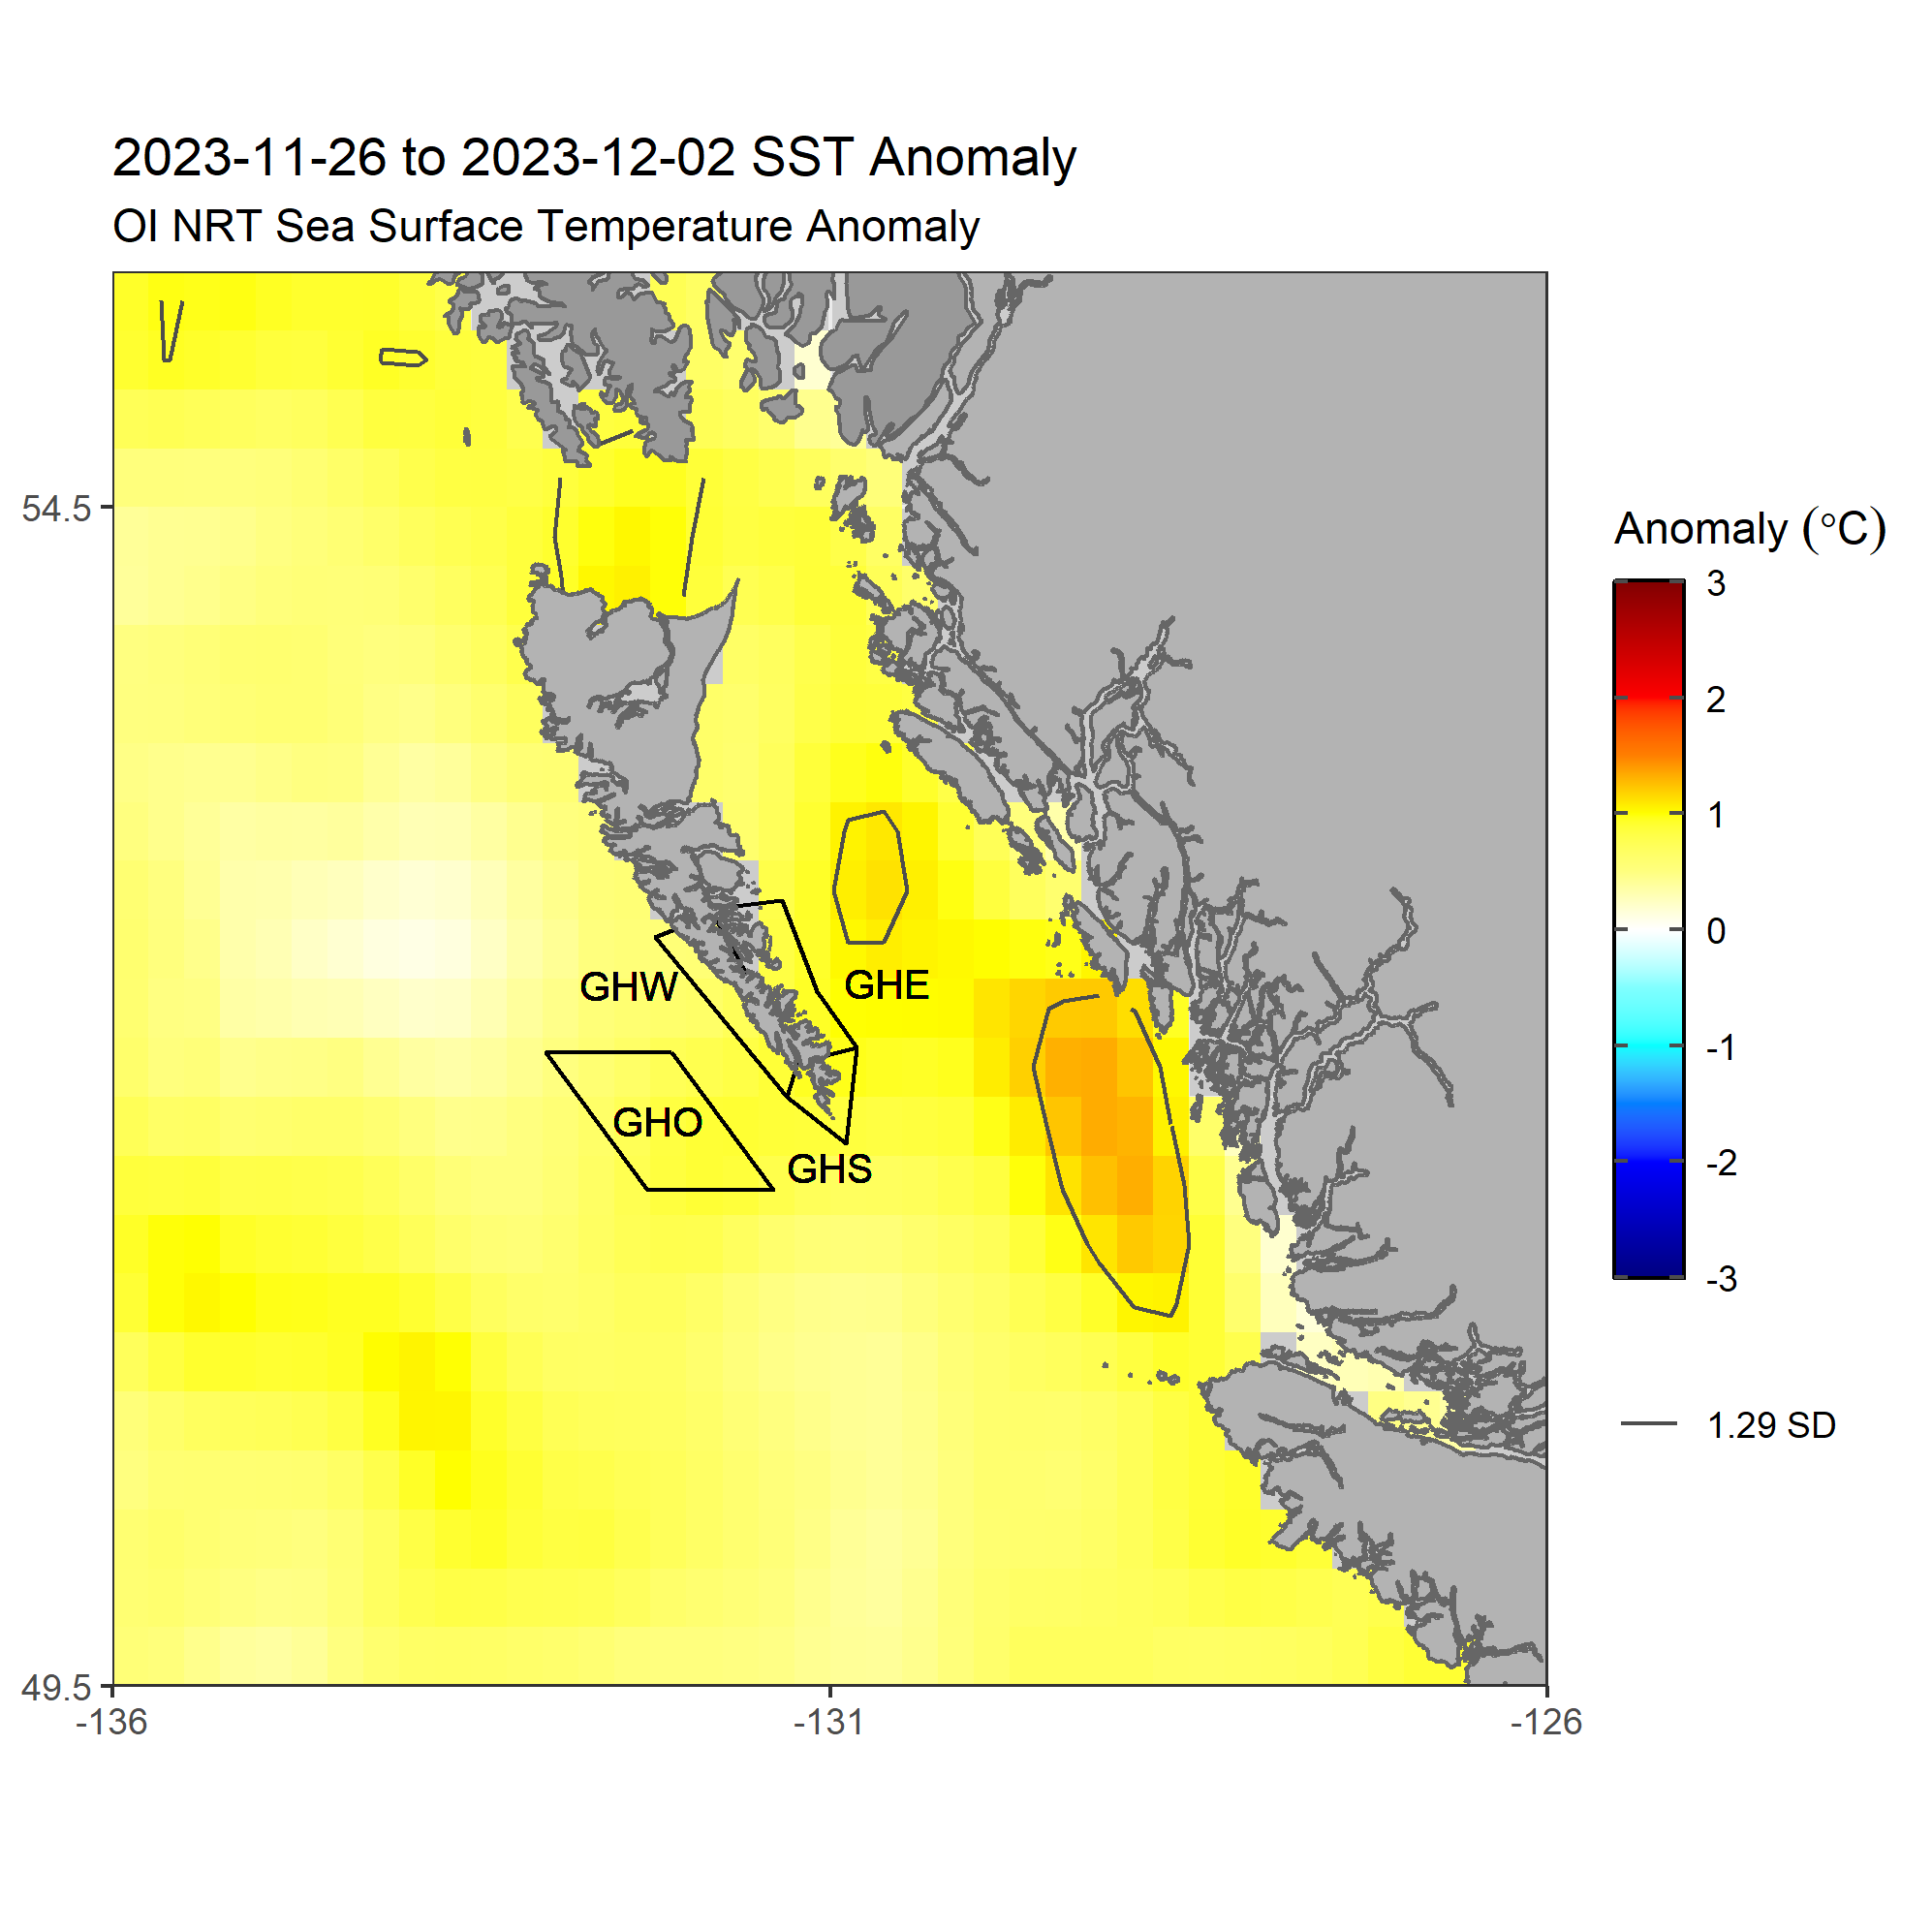 2023-11-26 to 2023-12-02 SST Anomaly
OI NRT Sea Surface Temperature Anomaly
54.5
49.5
-136
-131
-126
GHW
GHE
GHO
GHS
Anomaly (°C)
3
2
1
0
-1
-2
-3
1.29 SD